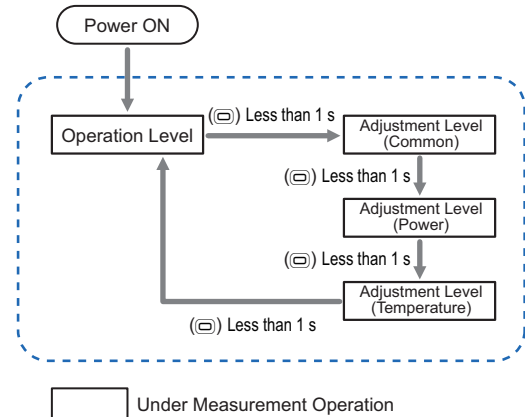 Power ON
Operation Level
() Less than 1 s
Adjustment Level
(Common)
() Less than 1 s
Adjustment Level
(Power)
() Less than 1 s
Adjustment Level
(Temperature)
() Less than 1 s
Under Measurement Operation